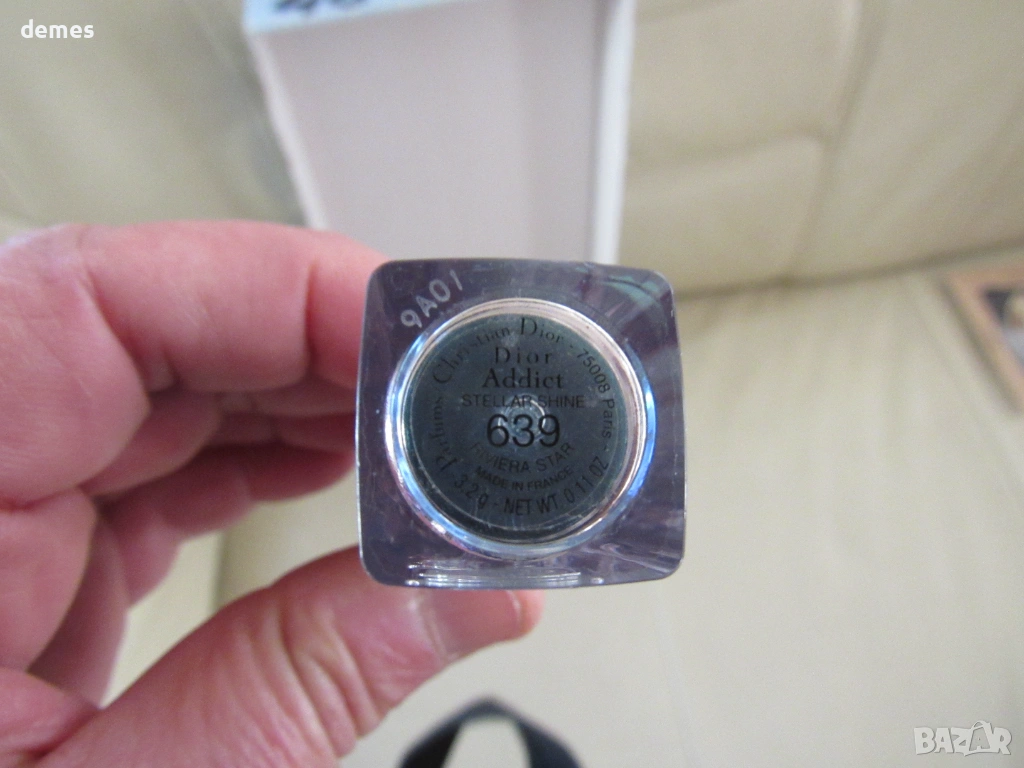 demes
9A01
Parfums Christian Dior - 75008 Paris
Dior
Addict
STELLAR SHINE
639
RIVIERA STAR
MADE IN FRANCE
3.2g - NET WT. 0.11 OZ
BAZAR